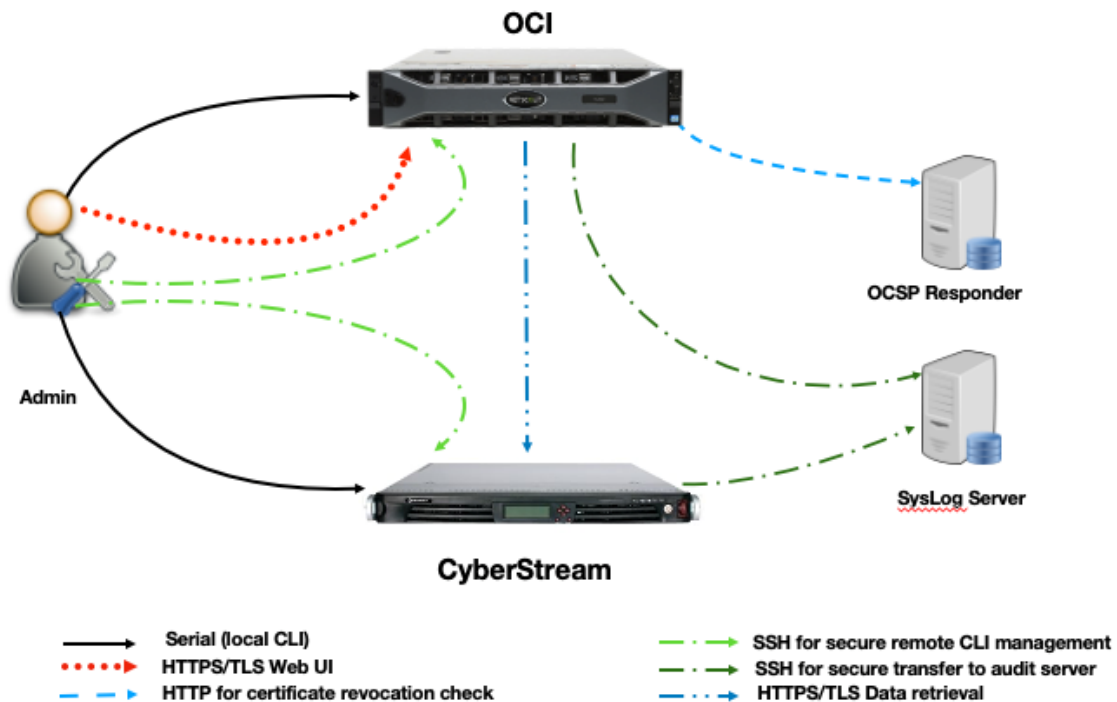 OCI
OCSP Responder
Admin
SysLog Server
CyberStream
Serial (local CLI)
HTTPS/TLS Web UI
HTTP for certificate revocation check
SSH for secure remote CLI management
SSH for secure transfer to audit server
HTTPS/TLS Data retrieval